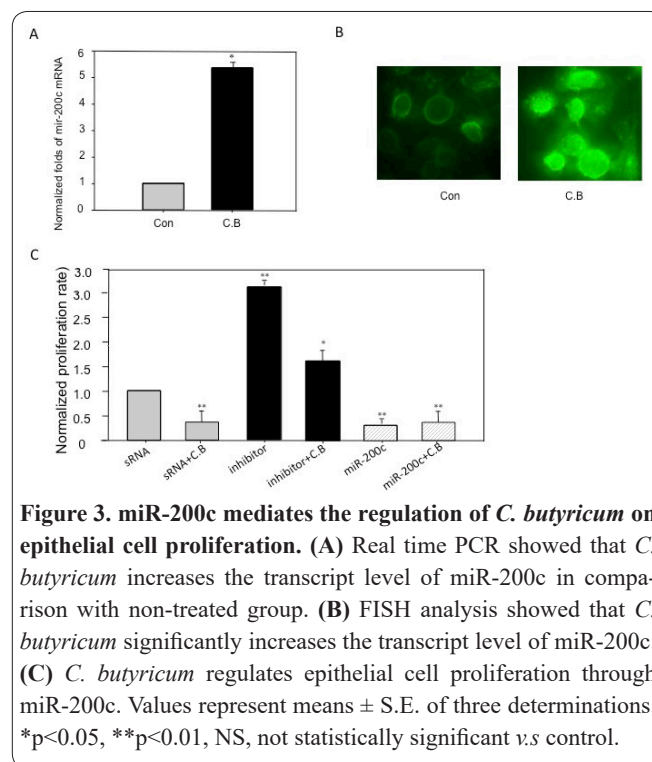 A
Normalized folds of mir-200c mRNA
6
5
4
3
2
1
0
*
Con
C.B
B
Con
C.B
C
Normalized proliferation rate)
3.0
2.5
2.0
1.5
1.0
0.5
0
**
**
*
**
**
sRNA
sRNA+C.B
inhibitor
inhibitor+C.B
miR-200c
miR-200c+C.B
Figure 3. miR-200c mediates the regulation of C. butyricum on
epithelial cell proliferation. (A) Real time PCR showed that C.
butyricum increases the transcript level of miR-200c in compa-
rison with non-treated group. (B) FISH analysis showed that C.
butyricum significantly increases the transcript level of miR-200c
(C) C. butyricum regulates epithelial cell proliferation through
miR-200c. Values represent means ± S.E. of three determinations
*p<0.05, **p<0.01, NS, not statistically significant v.s control.